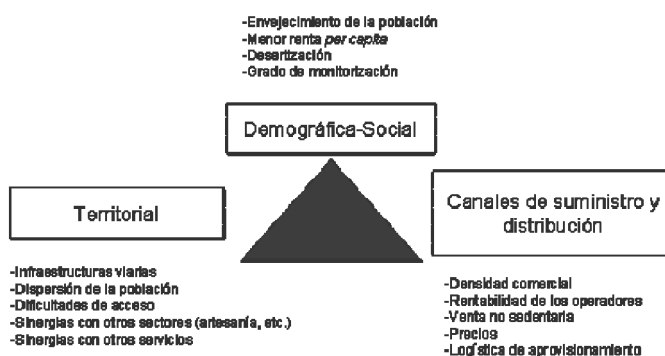 -Envejecimiento de la población
-Menor renta per capita
-Desertización
-Grado de monitorización
Demográfica-Social
Territorial
Canales de suministro y
distribución
-Infraestructuras viarias
-Dispersión de la población
-Dificultades de acceso
-Sinergias con otros sectores (artesanía, etc.)
-Sinergias con otros servicios
-Densidad comercial
-Rentabilidad de los operadores
-Venta no sedentaria
-Precios
-Logística de aprovisionamiento